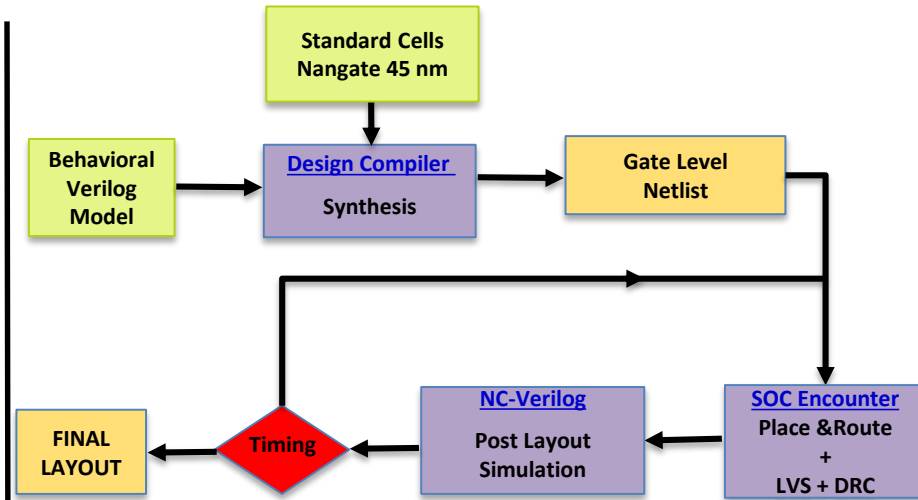 Standard Cells
Nangate 45 nm
Behavioral
Verilog
Model
Design Compiler
Synthesis
Gate Level
Netlist
FINAL
LAYOUT
Timing
NC-Verilog
Post Layout
Simulation
SOC Encounter
Place &Route
+
LVS + DRC